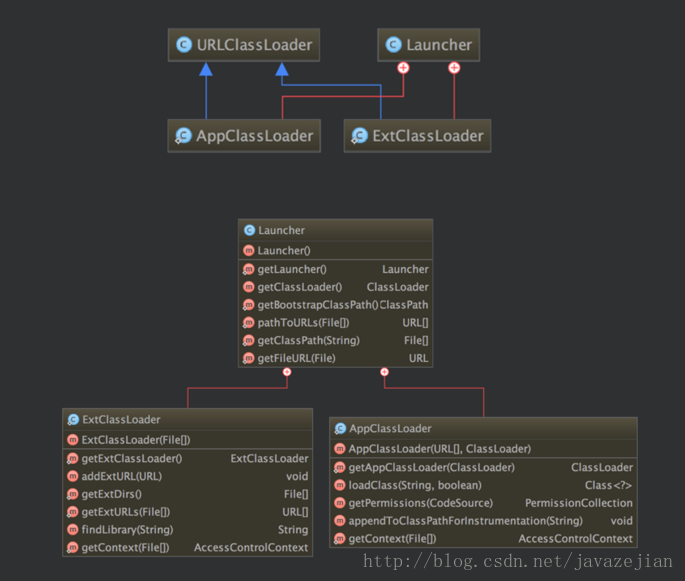 URLClassLoader Launcher
AppClassLoader ExtClassLoader
Launcher
Launcher()
getLauncher() Launcher
getClassLoader() ClassLoader
getBootstrapClassPath() ClassPath
pathToURLs(File[]) URL[]
getClassPath(String) File[]
getFileURL(File) URL
ExtClassLoader
ExtClassLoader(File[])
getExtClassLoader() ExtClassLoader
addExtURL(URL) void
getExtDirs() File[]
getExtURLs(File[]) URL[]
findLibrary(String) String
getContext(File[]) AccessControlContext
AppClassLoader
AppClassLoader(URL[], ClassLoader)
getAppClassLoader(ClassLoader) ClassLoader
loadClass(String, boolean) Class<?>
getPermissions(CodeSource) PermissionCollection
appendToClassPathForInstrumentation(String) void
getContext(File[]) AccessControlContext
http://blog.csdn.net/javazejian